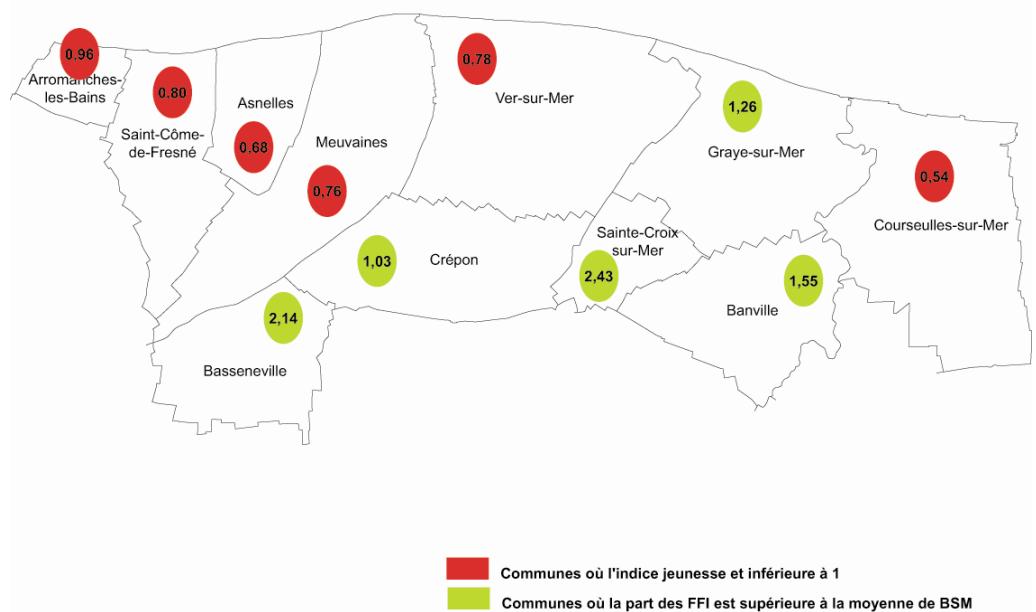 0,96
Arromanches-
les-Bains
0,80
Saint-Côme-
de-Fresné
Asnelles
0,68
Meuvaines
0,76
0,78
Ver-sur-Mer
1,26
Graye-sur-Mer
0,54
Courseulles-sur-Mer
1,03
Crépon
Sainte-Croix
sur-Mer
2,43
1,55
Banville
2,14
Basseneville
Communes où l'indice jeunesse et inférieure à 1
Communes où la part des FFI est supérieure à la moyenne de BSM